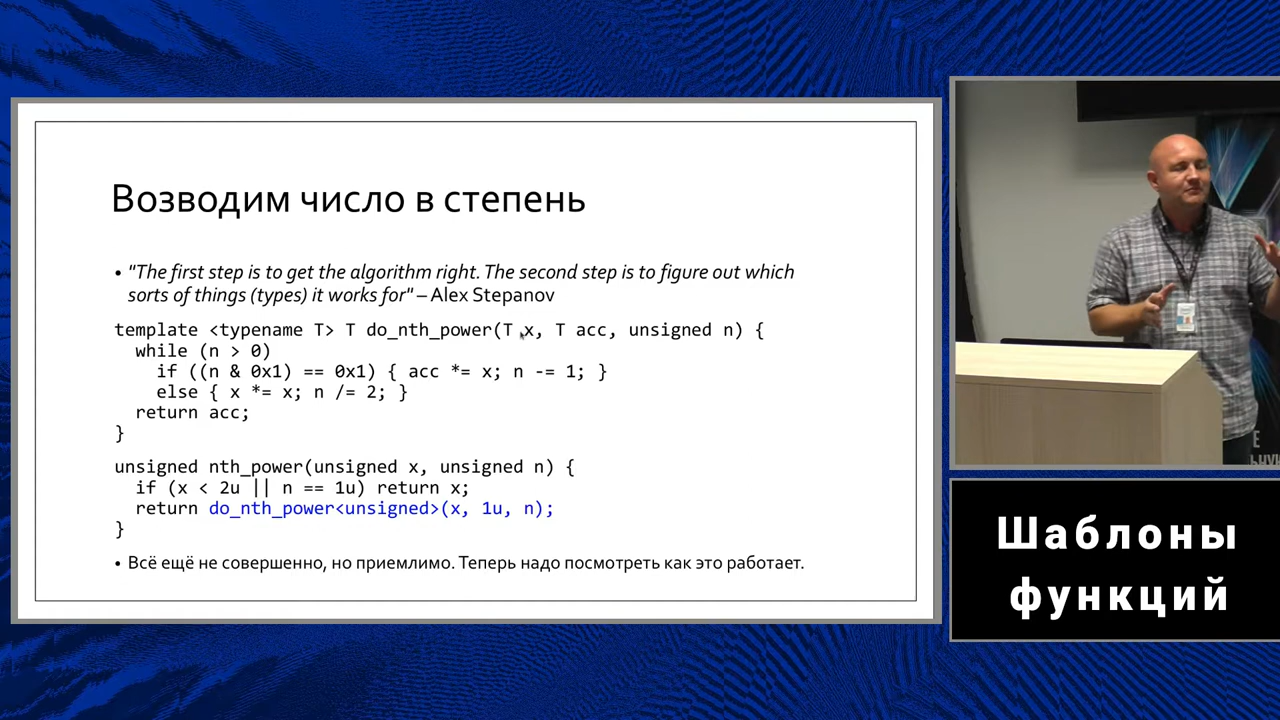 Возводим число в степень
• "The first step is to get the algorithm right. The second step is to figure out which
sorts of things (types) it works for" – Alex Stepanov
template <typename T> T do_nth_power(T x, T acc, unsigned n) {
  while (n > 0)
    if ((n & 0x1) == 0x1) { acc *= x; n -= 1; }
    else { x *= x; n /= 2; }
  return acc;
}
unsigned nth_power(unsigned x, unsigned n) {
  if (x < 2u || n == 1u) return x;
  return do_nth_power<unsigned>(x, 1u, n);
}
• Всё ещё не совершенно, но приемлимо. Теперь надо посмотреть как это работает.
Шаблоны
функций